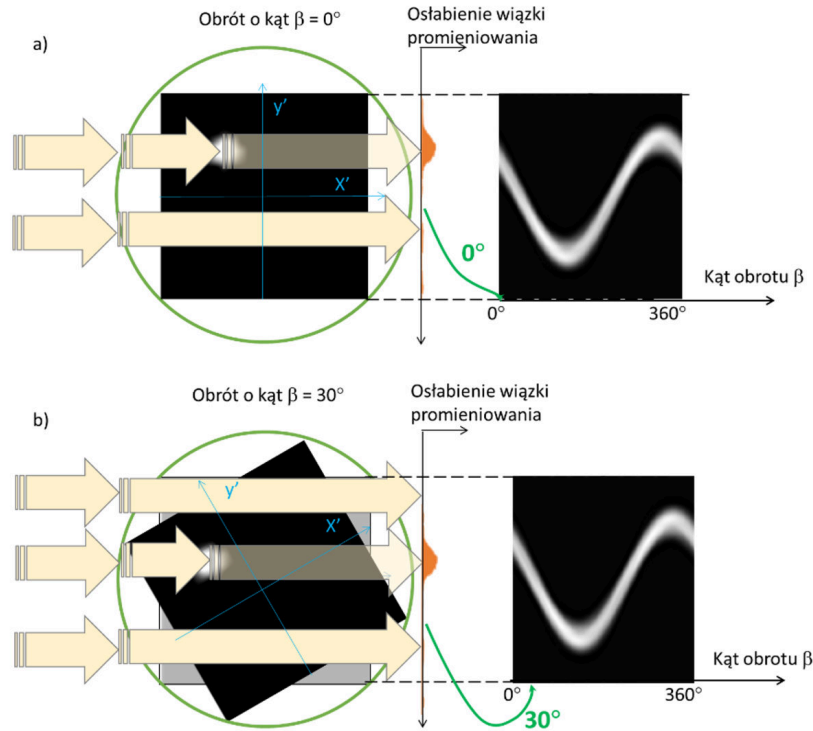 Obrót o kąt β = 0°
Osłabienie wiązki
promieniowania
a)
y'
X'
0°
Kąt obrotu β
0°
360°
Obrót o kąt β = 30°
Osłabienie wiązki
promieniowania
b)
y'
X'
Kąt obrotu β
0°
360°
30°